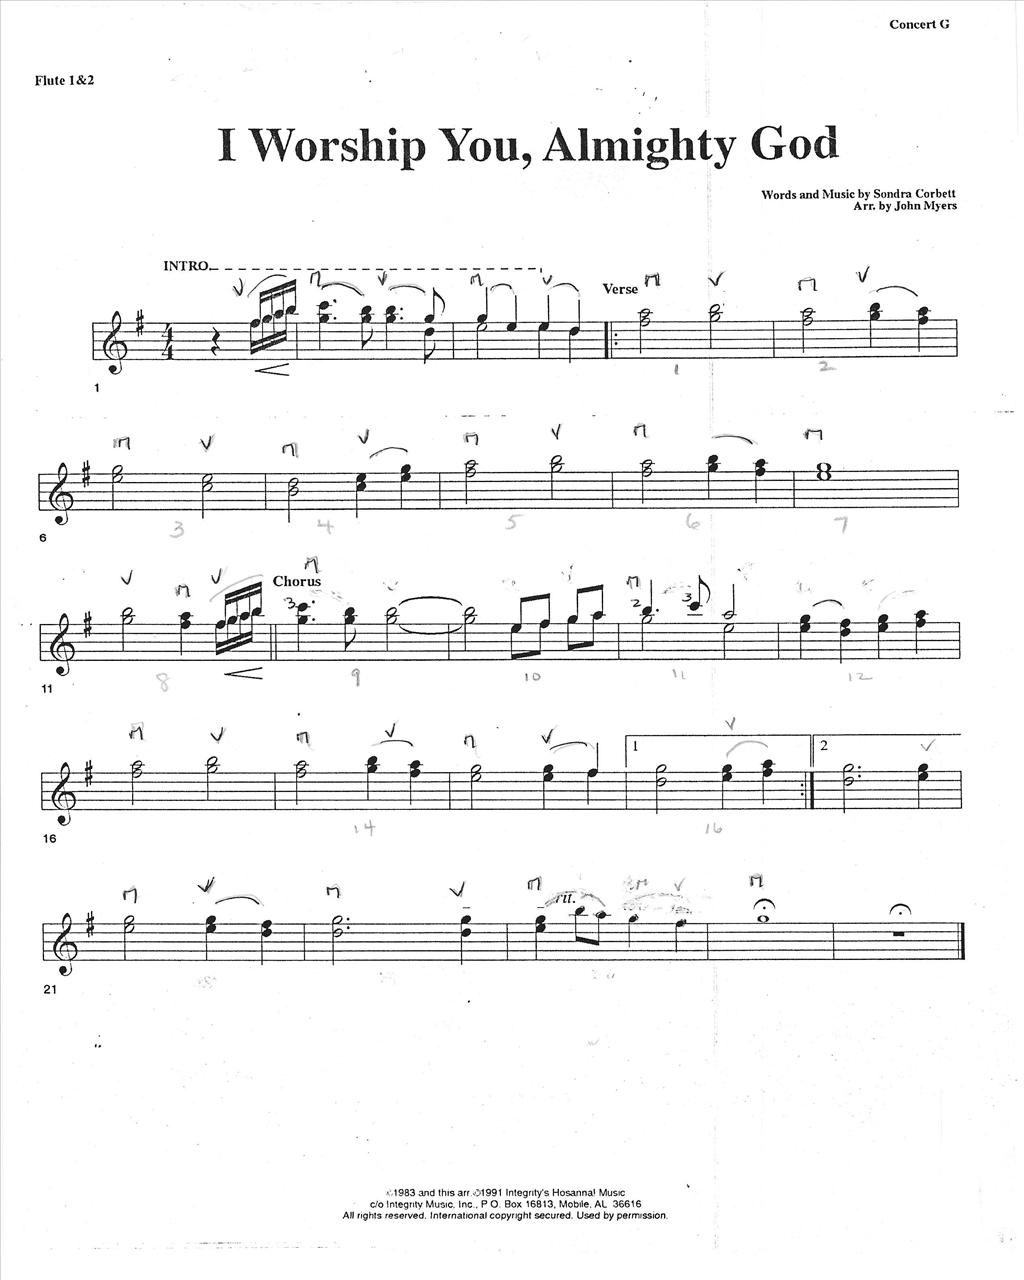 Concert G
Flute 1&2
I Worship You, Almighty God
Words and Music by Sondra Corbett
Arr. by John Myers
INTRO
Verse
4
4
1
1 2
6
3 4 5 6 7
Chorus
3 2 3
11
8 9 10 11 12
1 2
16
14 16
rit.
21
©1983 and this arr.©1991 Integrity's Hosanna! Music
c/o Integrity Music, Inc., P.O. Box 16813, Mobile, AL 36616
All rights reserved. International copyright secured. Used by permission.